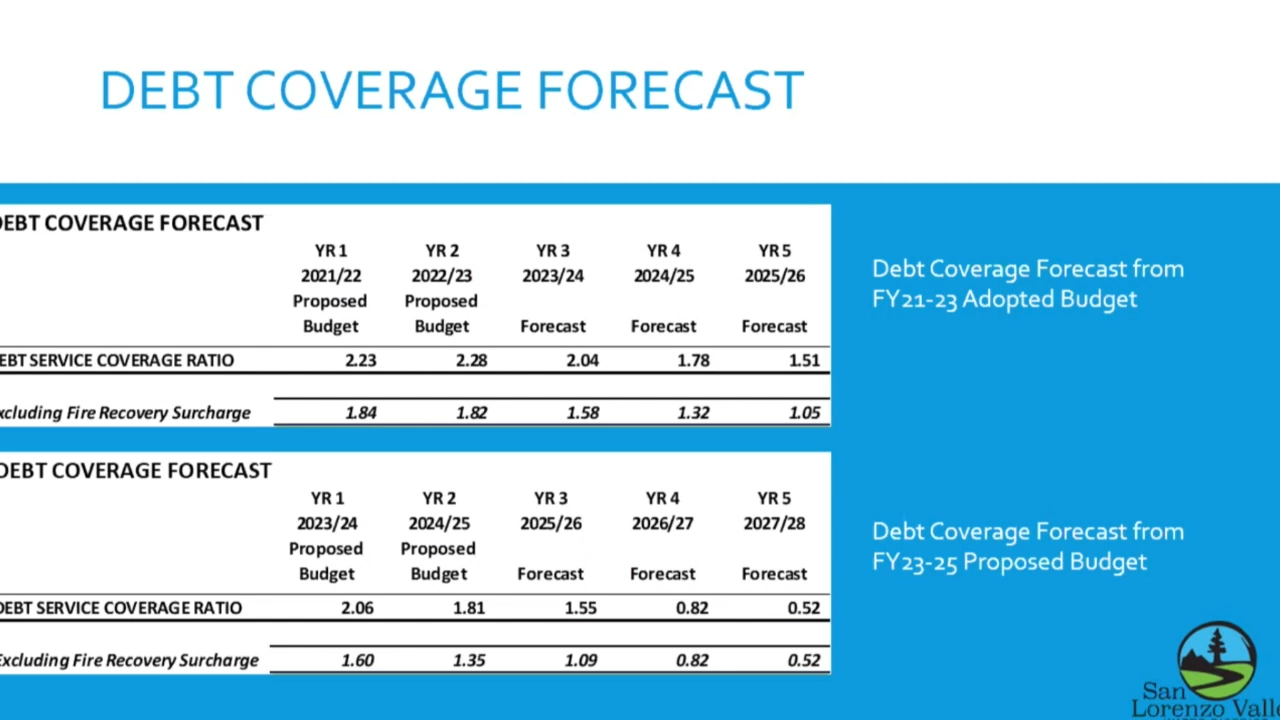 DEBT COVERAGE FORECAST
DEBT COVERAGE FORECAST
YR 1 YR 2 YR 3 YR 4 YR 5
2021/22 2022/23 2023/24 2024/25 2025/26
Proposed Proposed
Budget Budget Forecast Forecast Forecast
EBT SERVICE COVERAGE RATIO 2.23 2.28 2.04 1.78 1.51
xcluding Fire Recovery Surcharge 1.84 1.82 1.58 1.32 1.05
Debt Coverage Forecast from
FY21-23 Adopted Budget
DEBT COVERAGE FORECAST
YR 1 YR 2 YR 3 YR 4 YR 5
2023/24 2024/25 2025/26 2026/27 2027/28
Proposed Proposed
Budget Budget Forecast Forecast Forecast
DEBT SERVICE COVERAGE RATIO 2.06 1.81 1.55 0.82 0.52
Excluding Fire Recovery Surcharge 1.60 1.35 1.09 0.82 0.52
Debt Coverage Forecast from
FY23-25 Proposed Budget
San
Lorenzo Valle